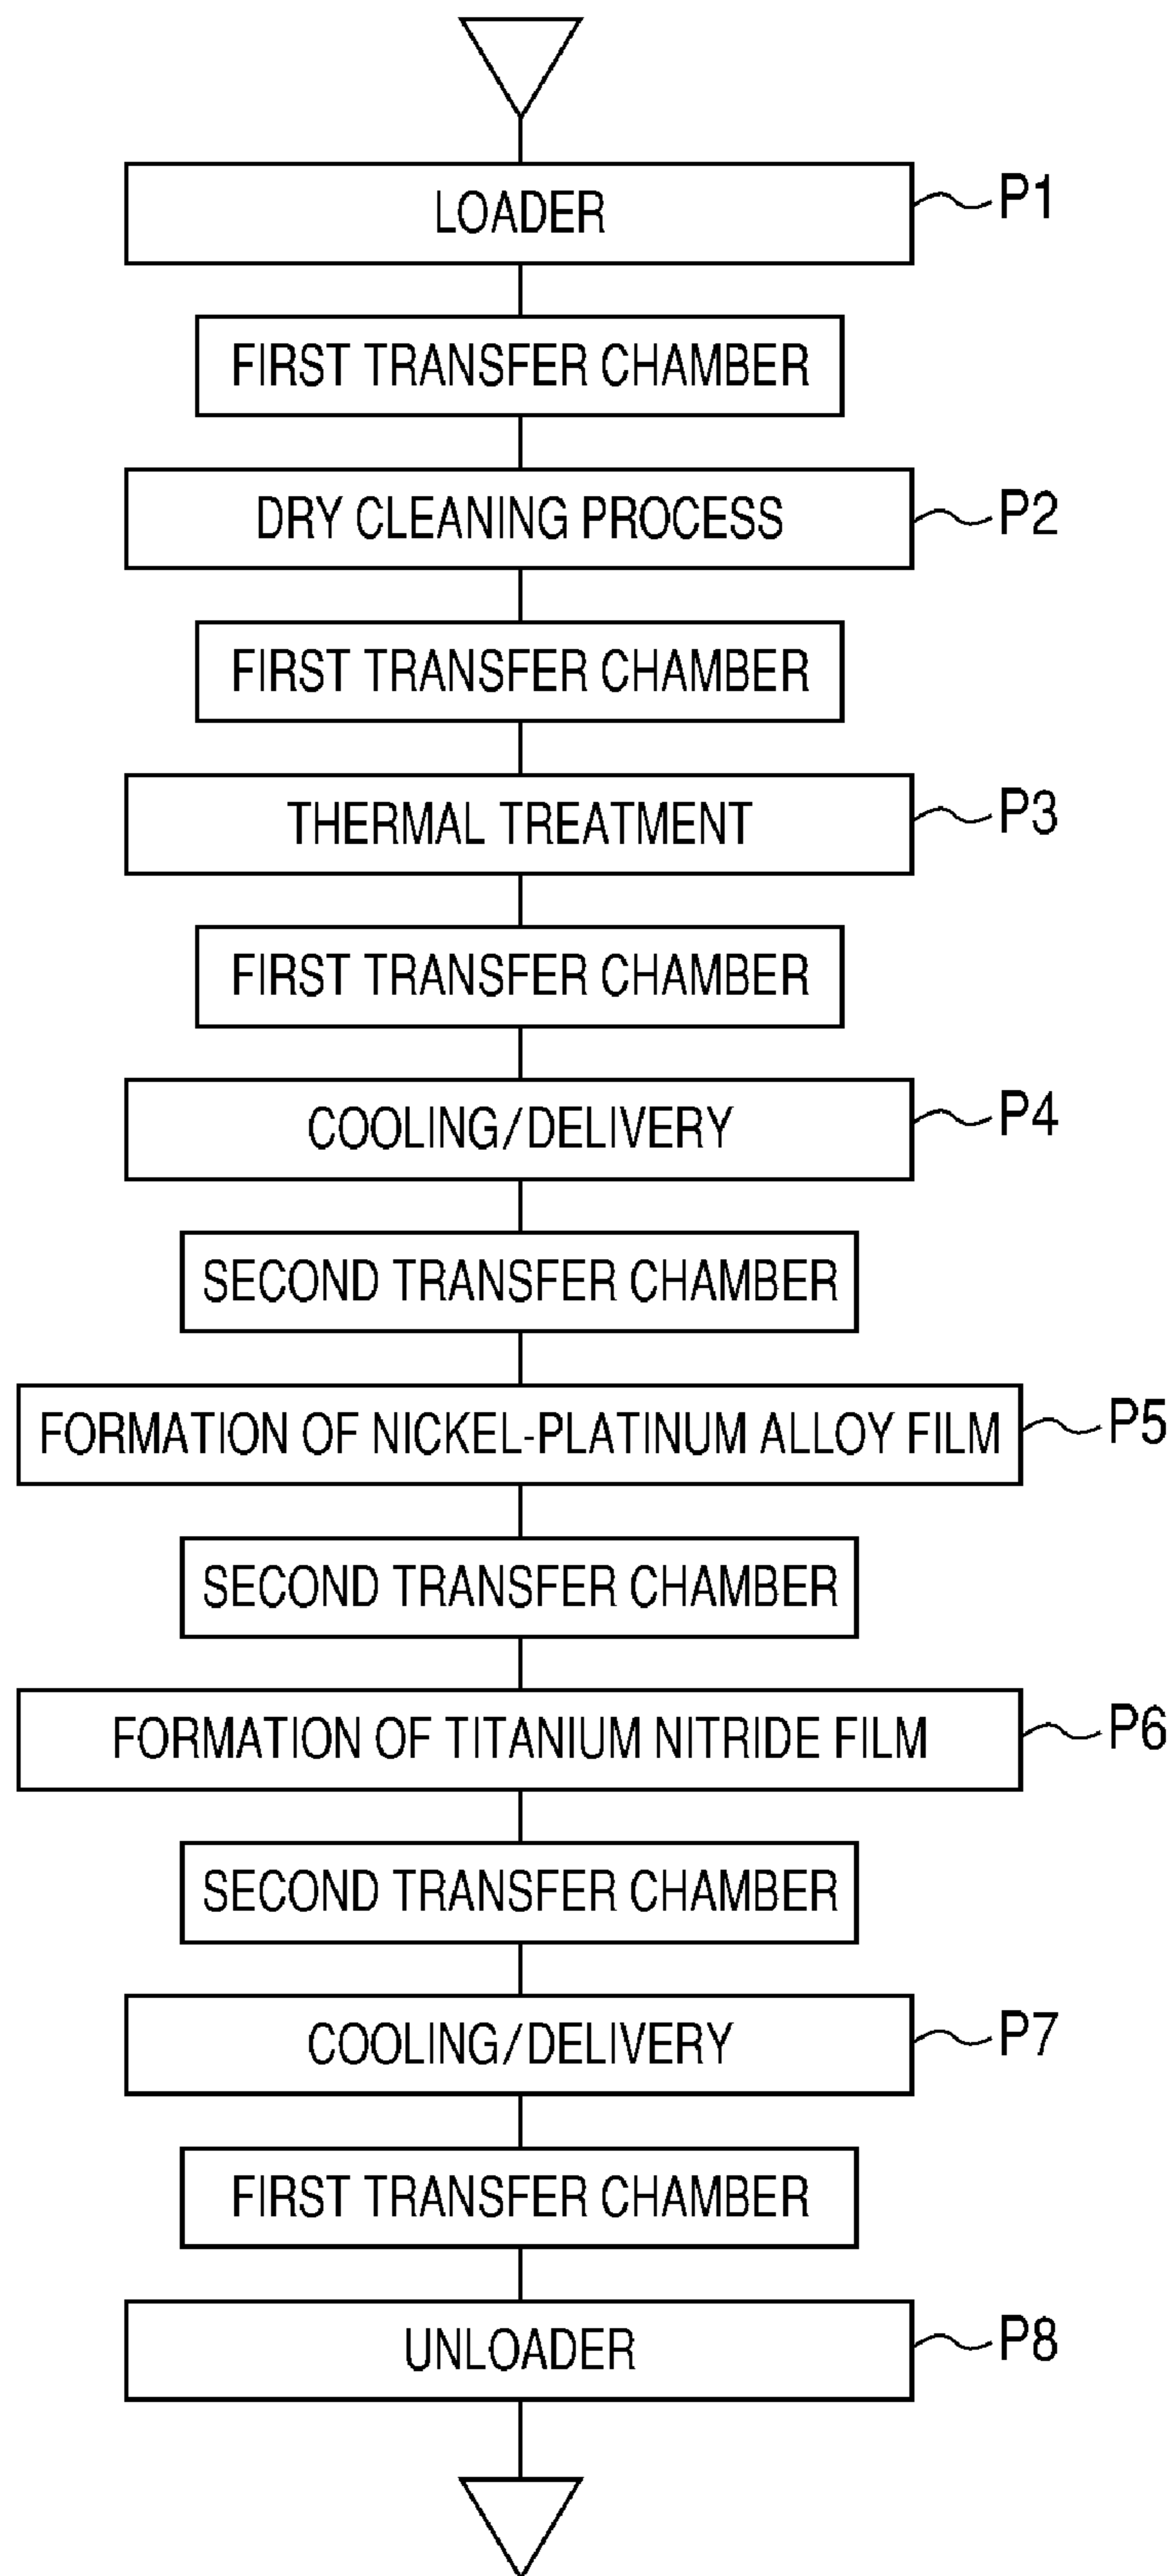 LOADER P1
FIRST TRANSFER CHAMBER
DRY CLEANING PROCESS P2
FIRST TRANSFER CHAMBER
THERMAL TREATMENT P3
FIRST TRANSFER CHAMBER
COOLING/DELIVERY P4
SECOND TRANSFER CHAMBER
FORMATION OF NICKEL-PLATINUM ALLOY FILM P5
SECOND TRANSFER CHAMBER
FORMATION OF TITANIUM NITRIDE FILM P6
SECOND TRANSFER CHAMBER
COOLING/DELIVERY P7
FIRST TRANSFER CHAMBER
UNLOADER P8